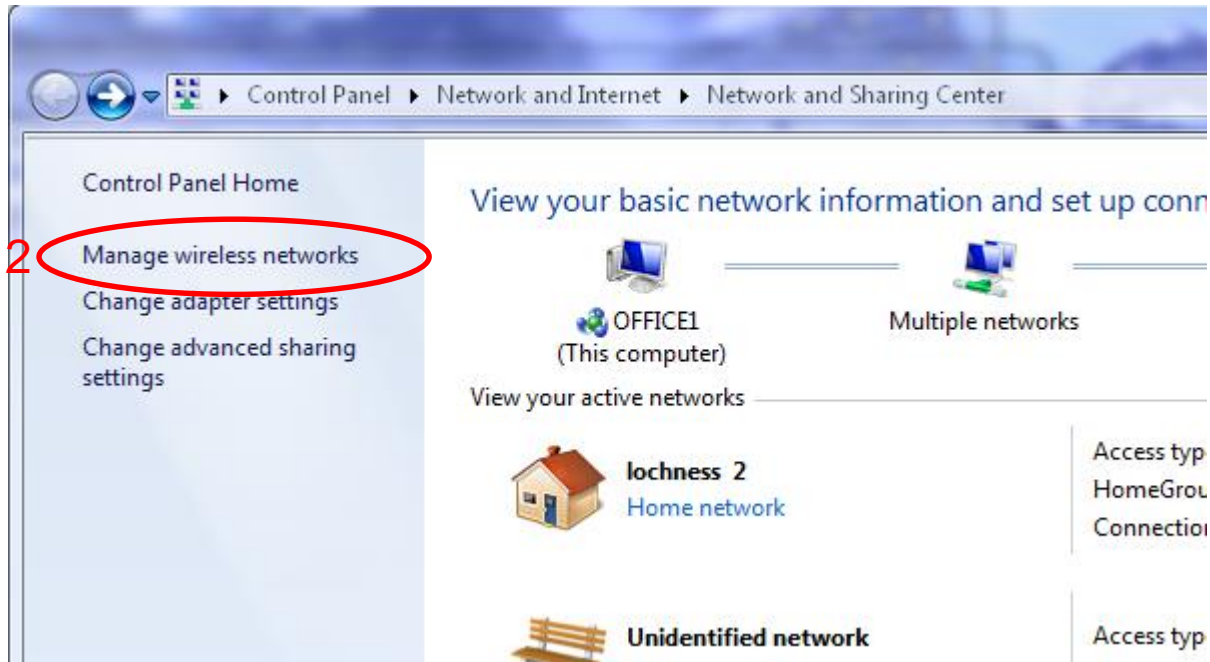 Control Panel Network and Internet Network and Sharing Center
Control Panel Home
2 Manage wireless networks
Change adapter settings
Change advanced sharing
settings
View your basic network information and set up conn
OFFICE1
(This computer)
Multiple networks
View your active networks
lochness 2
Home network
Access typ
HomeGrou
Connection
Unidentified network
Access typ